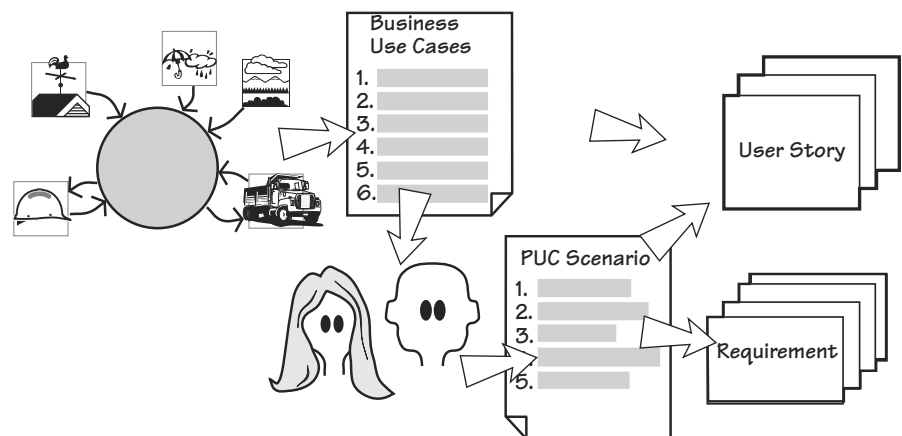 Business
Use Cases
1.
2.
3.
4.
5.
6.
User Story
PUC Scenario
1.
2.
3.
5.
Requirement